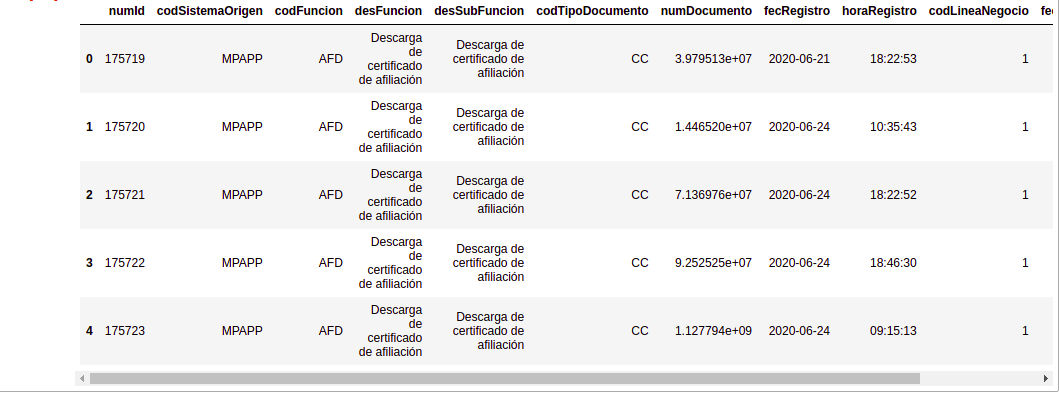 numId codSistemaOrigen codFuncion desFuncion desSubFuncion codTipoDocumento numDocumento fecRegistro horaRegistro codLineaNegocio
0 175719 MPAPP AFD Descarga de certificado de afiliación Descarga de certificado de afiliación CC 3.979513e+07 2020-06-21 18:22:53 1
1 175720 MPAPP AFD Descarga de certificado de afiliación Descarga de certificado de afiliación CC 1.446520e+07 2020-06-24 10:35:43 1
2 175721 MPAPP AFD Descarga de certificado de afiliación Descarga de certificado de afiliación CC 7.136976e+07 2020-06-24 18:22:52 1
3 175722 MPAPP AFD Descarga de certificado de afiliación Descarga de certificado de afiliación CC 9.252525e+07 2020-06-24 18:46:30 1
4 175723 MPAPP AFD Descarga de certificado de afiliación Descarga de certificado de afiliación CC 1.127794e+09 2020-06-24 09:15:13 1